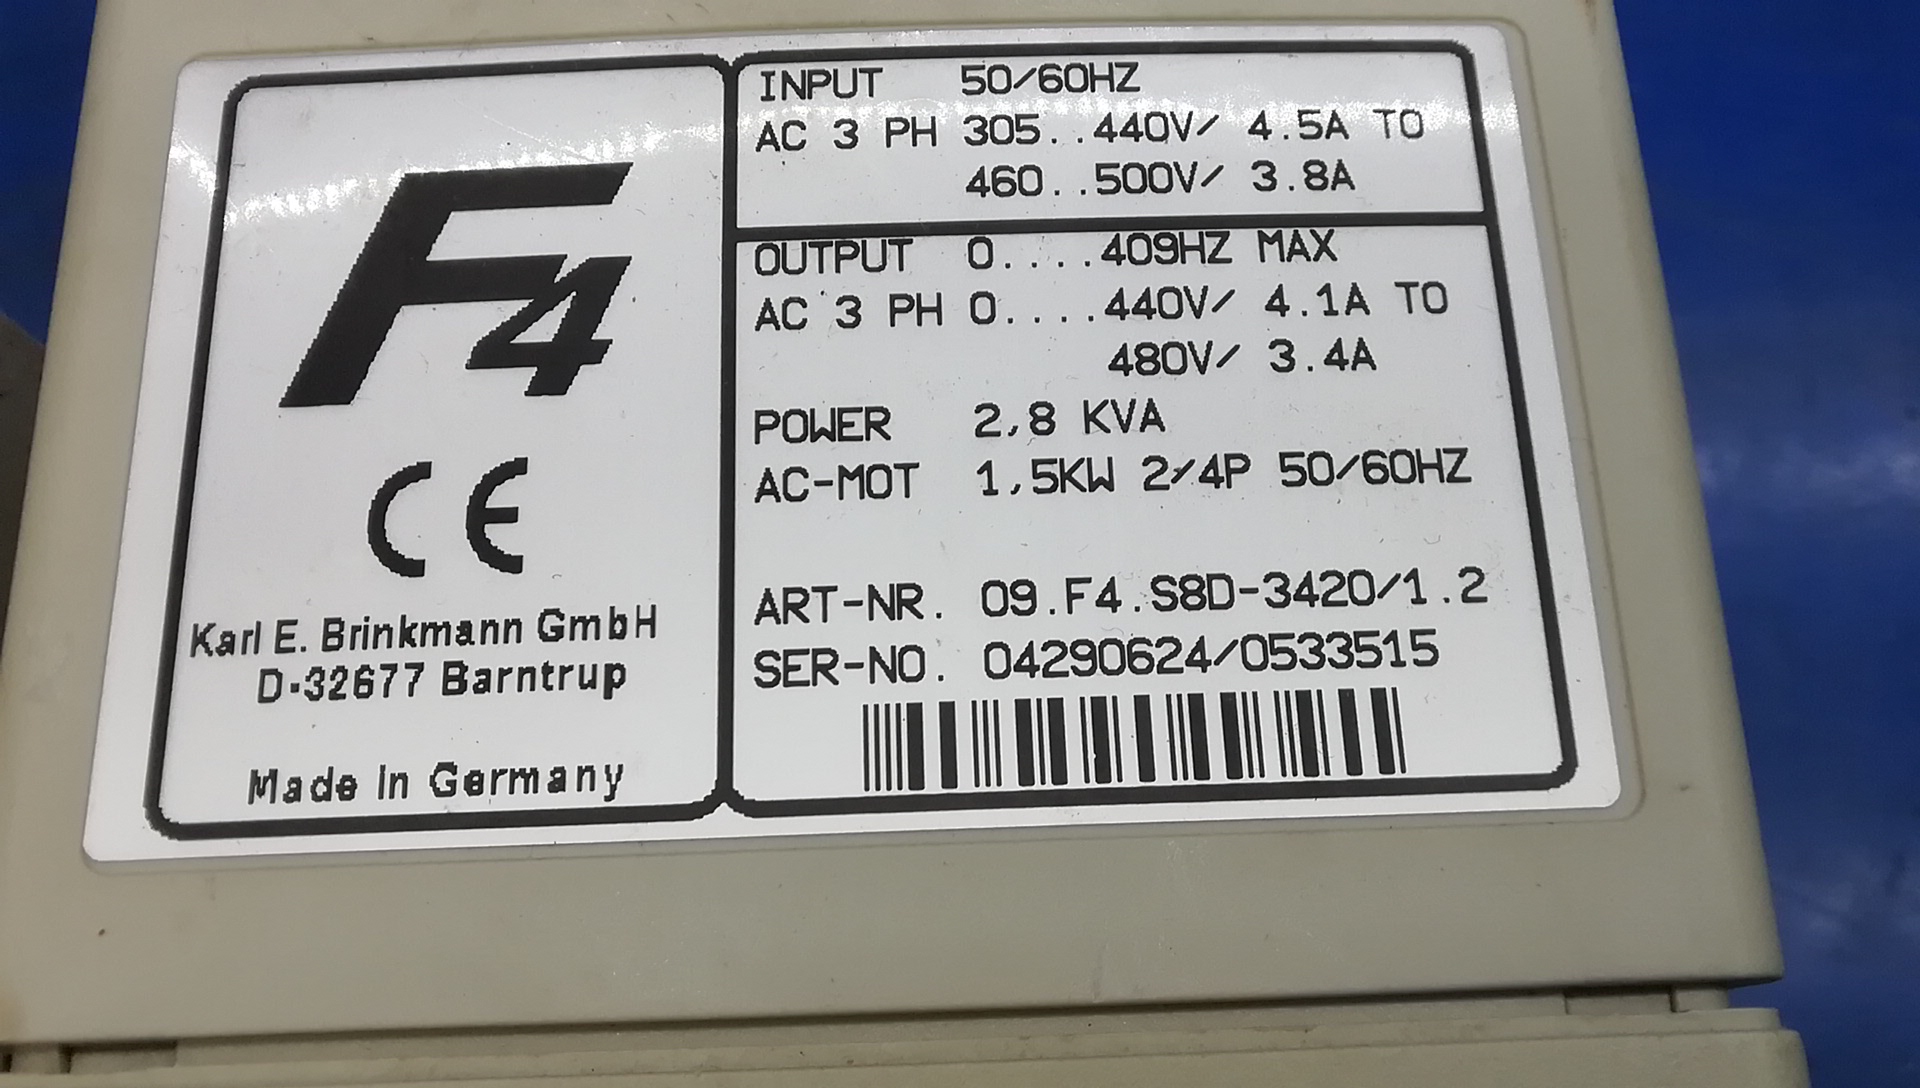 F4
CE
Karl E. Brinkmann GmbH
D-32677 Barntrup
Made in Germany
INPUT 50/60HZ
AC 3 PH 305..440V/ 4.5A TO
460..500V/ 3.8A
OUTPUT 0....409HZ MAX
AC 3 PH 0....440V/ 4.1A TO
480V/ 3.4A
POWER 2,8 KVA
AC-MOT 1,5KW 2/4P 50/60HZ
ART-NR. 09.F4.S8D-3420/1.2
SER-NO. 04290624/0533515